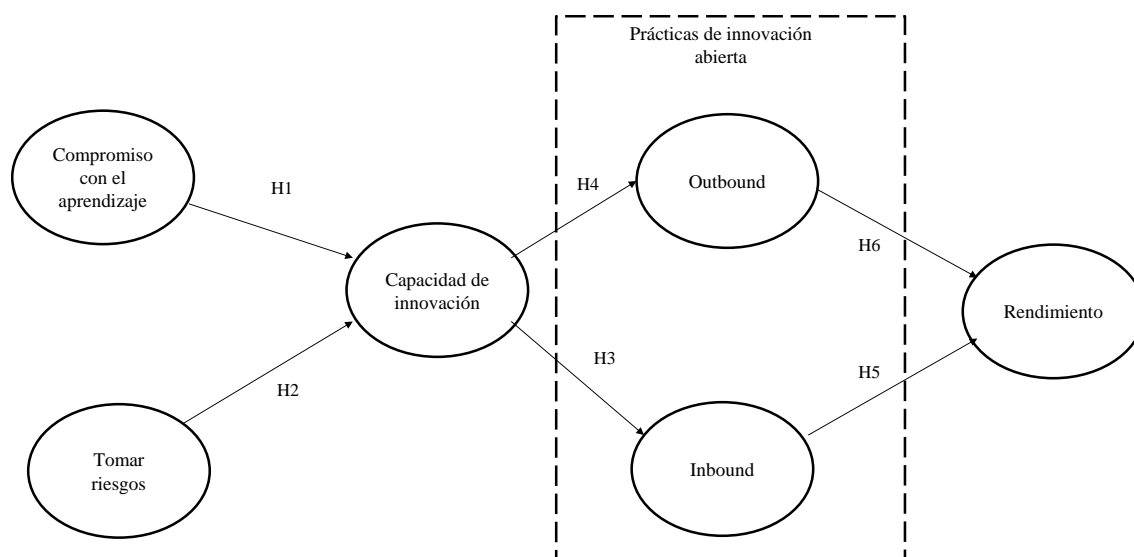 Prácticas de innovación
abierta
Compromiso
con el
aprendizaje
H1
H4
Outbound
H6
Capacidad de
innovación
Rendimiento
H2
H3
H5
Tomar
riesgos
Inbound